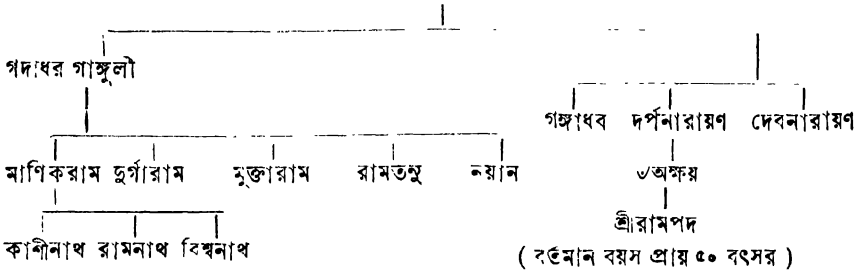 গদাধর গাঙ্গুলী
গঙ্গাধব দর্পনারায়ণ দেবনারায়ণ
মাণিকরাম দুর্গারাম মুক্তারাম রামতনু নয়ান
৺অক্ষয়
শ্রীরামপদ
কাশীনাথ রামনাথ বিশ্বনাথ
( বর্তমান বয়স প্রায় ৫০ বৎসর )